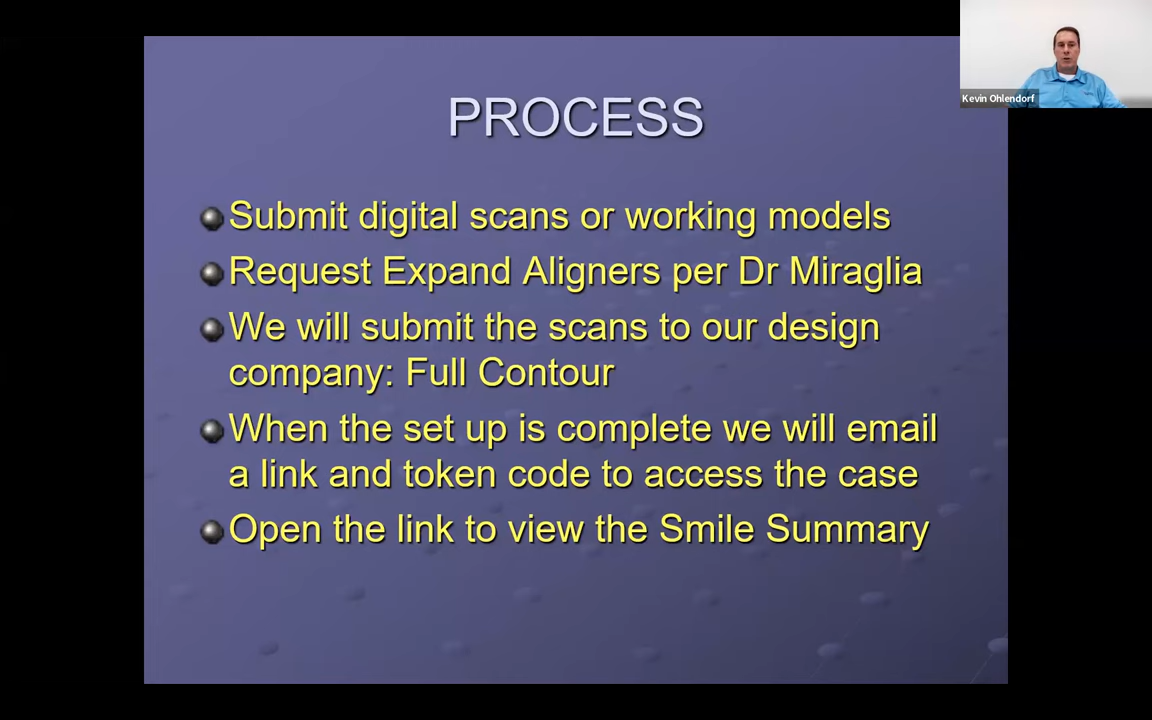 PROCESS
Submit digital scans or working models
Request Expand Aligners per Dr Miraglia
We will submit the scans to our design
company: Full Contour
When the set up is complete we will email
a link and token code to access the case
Open the link to view the Smile Summary
Kevin Ohlendorf